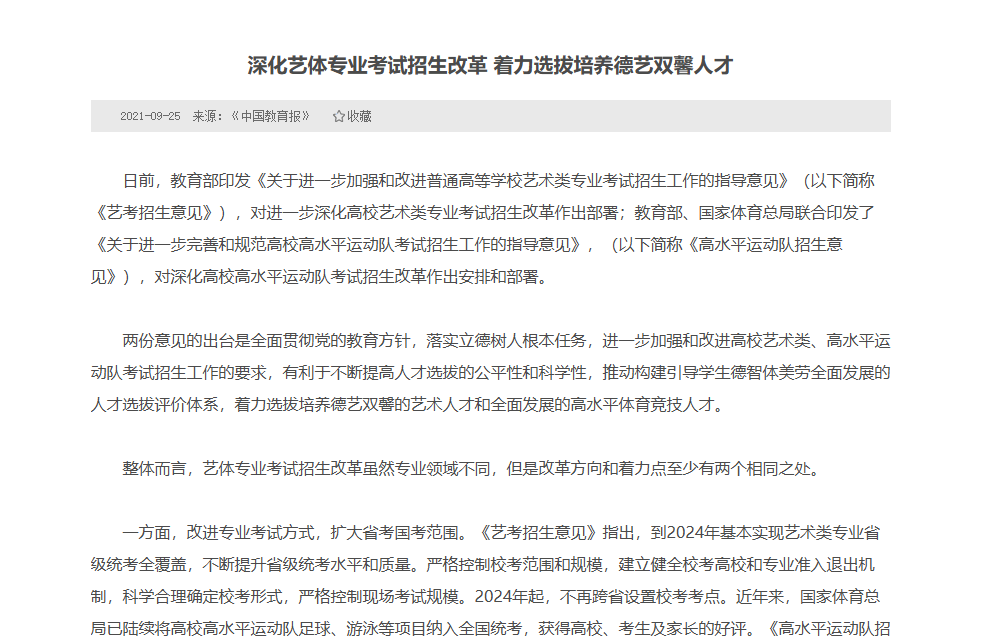 深化艺体专业考试招生改革 着力选拔培养德艺双馨人才
2021-09-25 来源：《中国教育报》 ☆收藏
日前，教育部印发《关于进一步加强和改进普通高等学校艺术类专业考试招生工作的指导意见》（以下简称
《艺考招生意见》），对进一步深化高校艺术类专业考试招生改革作出部署；教育部、国家体育总局联合印发了
《关于进一步完善和规范高校高水平运动队考试招生工作的指导意见》，（以下简称《高水平运动队招生意
见》），对深化高校高水平运动队考试招生改革作出安排和部署。
两份意见的出台是全面贯彻党的教育方针，落实立德树人根本任务，进一步加强和改进高校艺术类、高水平运
动队考试招生工作的要求，有利于不断提高人才选拔的公平性和科学性，推动构建引导学生德智体美劳全面发展的
人才选拔评价体系，着力选拔培养德艺双馨的艺术人才和全面发展的高水平体育竞技人才。
整体而言，艺体专业考试招生改革虽然专业领域不同，但是改革方向和着力点至少有两个相同之处。
一方面，改进专业考试方式，扩大省考国考范围。《艺考招生意见》指出，到2024年基本实现艺术类专业省
级统考全覆盖，不断提升省级统考水平和质量。严格控制校考范围和规模，建立健全校考高校和专业准入退出机
制，科学合理确定校考形式，严格控制现场考试规模。2024年起，不再跨省设置校考考点。近年来，国家体育总
局已陆续将高校高水平运动队足球、游泳等项目纳入全国统考，获得高校、考生及家长的好评。《高水平运动队招